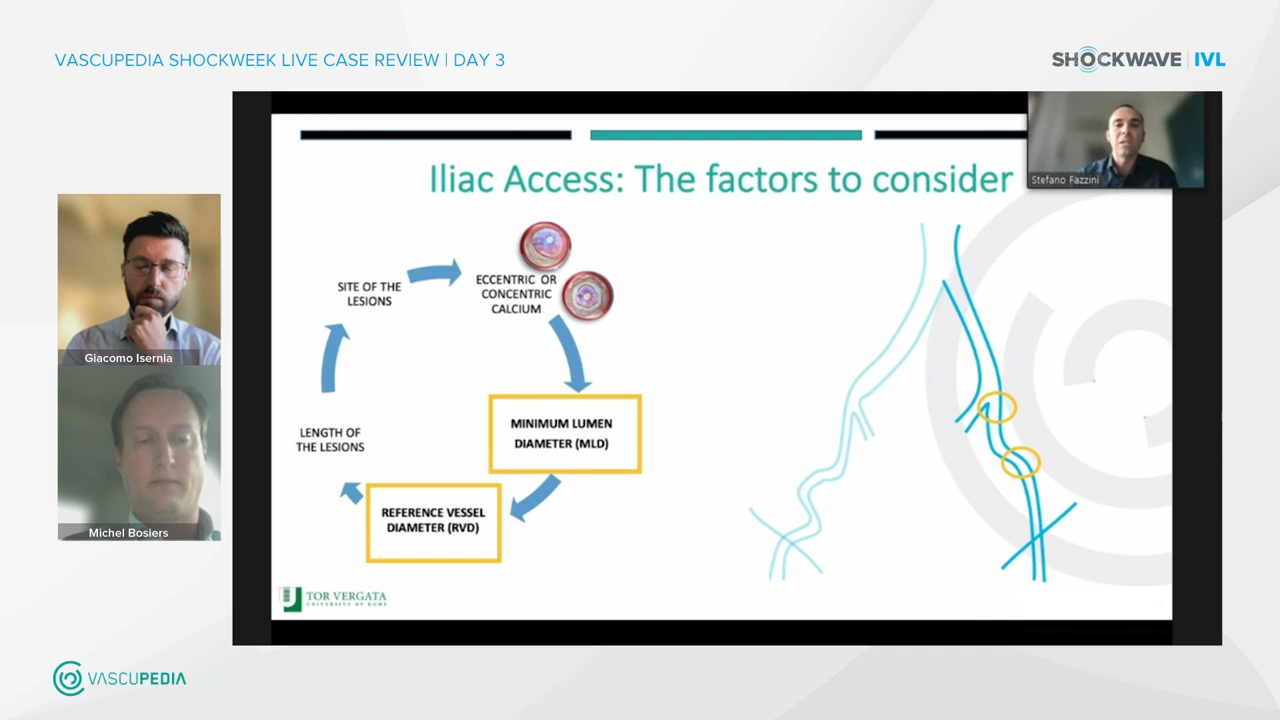 VASCUPEDIA SHOCKWEEK LIVE CASE REVIEW | DAY 3
SHOCKWAVE | IVL
Stefano Fazzini
Iliac Access: The factors to consider
SITE OF THE
LESIONS
ECCENTRIC OR
CONCENTRIC
CALCIUM
MINIMUM LUMEN
DIAMETER (MLD)
REFERENCE VESSEL
DIAMETER (RVD)
LENGTH OF
THE LESIONS
Giacomo Isernia
Michel Bosiers
TOR VERGATA
UNIVERSITY OF ROME
VASCUPEDIA